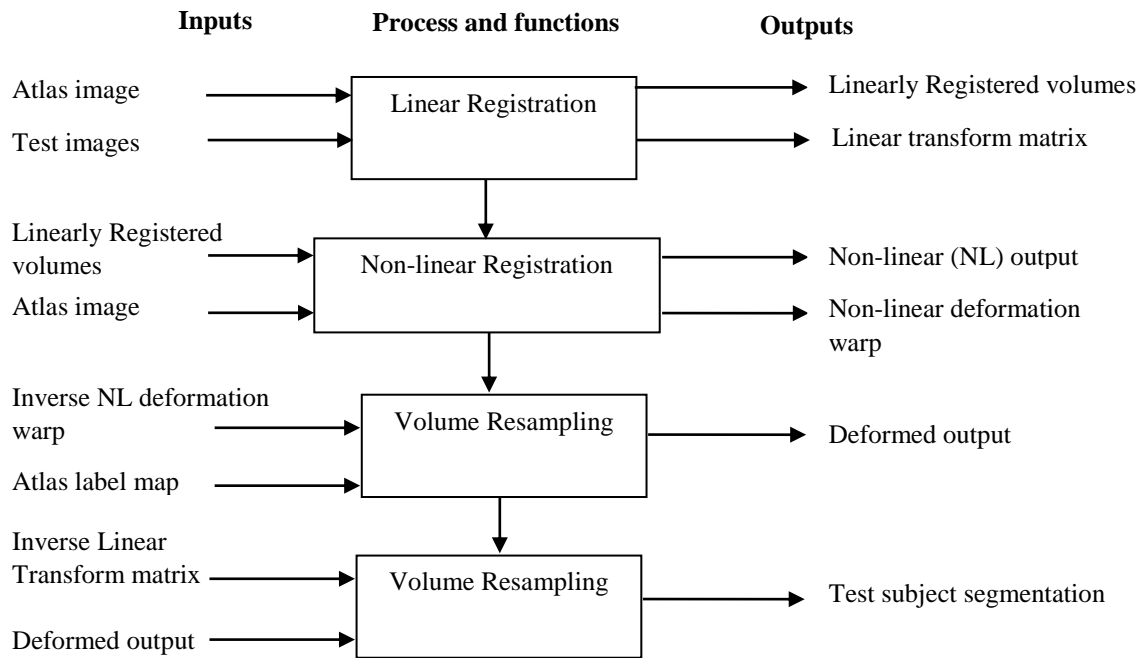 Inputs Process and functions Outputs
Atlas image
Test images
Linear Registration
Linearly Registered volumes
Linear transform matrix
Linearly Registered
volumes
Atlas image
Non-linear Registration
Non-linear (NL) output
Non-linear deformation
warp
Inverse NL deformation
warp
Atlas label map
Volume Resampling
Deformed output
Inverse Linear
Transform matrix
Deformed output
Volume Resampling
Test subject segmentation